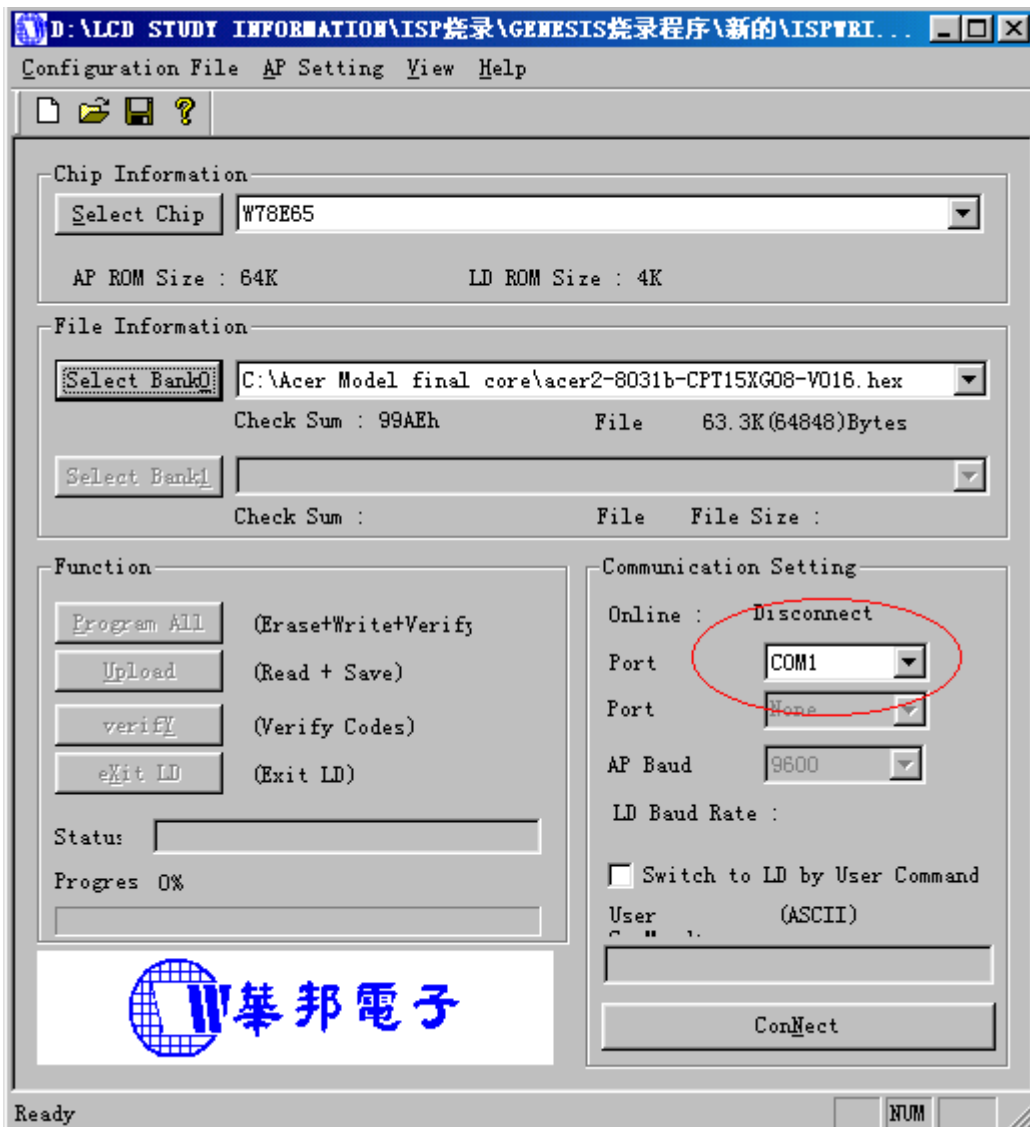 D:\LCD STUDY INFORMATION\ISP烧录\GENESIS烧录程序\新的\ISPWRI...
Configuration File AP Setting View Help
Chip Information
Select Chip W78E65
AP ROM Size : 64K LD ROM Size : 4K
File Information
Select Bank0 C:\Acer Model final core\acer2-8031b-CPT15XG08-V016.hex
Check Sum : 99AEh File 63.3K(64848)Bytes
Select Bank1
Check Sum : File File Size :
Function
Program All (Erase+Write+Verify
Upload (Read + Save)
verifY (Verify Codes)
eXit LD (Exit LD)
Status
Progres 0%
華邦電子
Communication Setting
Online : Disconnect
Port COM1
Port None
AP Baud 9600
LD Baud Rate :
Switch to LD by User Command
User (ASCII)
ConNect
Ready NUM